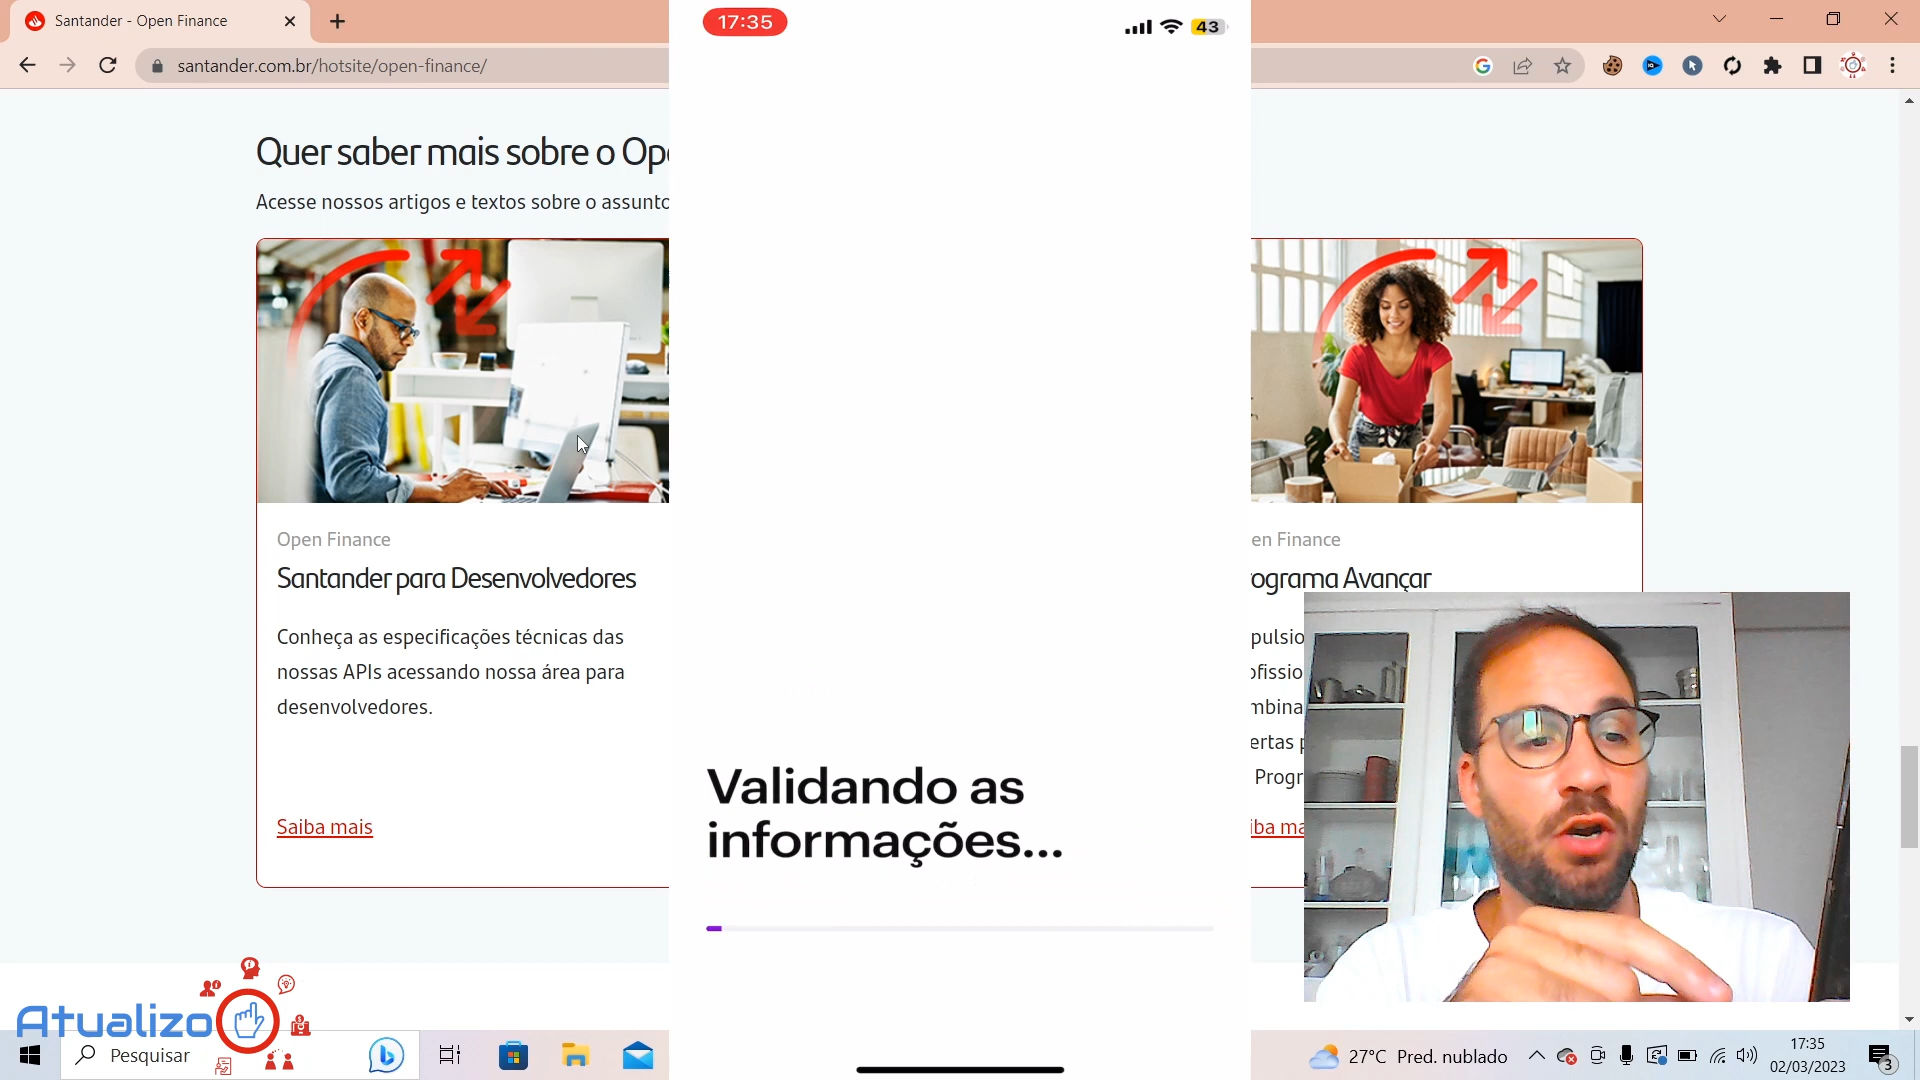 Santander - Open Finance
santander.com.br/hotsite/open-finance/
17:35
43
Quer saber mais sobre o Op
Acesse nossos artigos e textos sobre o assunto
Open Finance
Santander para Desenvolvedores
Conheça as especificações técnicas das
nossas APIs acessando nossa área para
desenvolvedores.
Saiba mais
Validando as
informações...
en Finance
ograma Avançar
pulsio
ofissio
mbina
ertas p
Progr
iba ma
Atualizo
Pesquisar
27°C Pred. nublado
17:35
02/03/2023
3